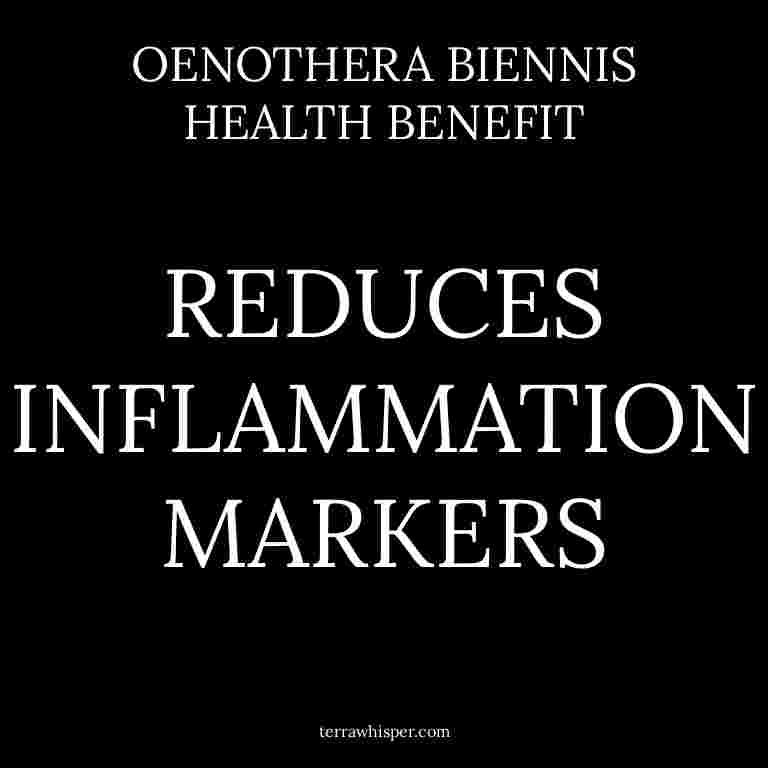 OENOTHERA BIENNIS
HEALTH BENEFIT
REDUCES
INFLAMMATION
MARKERS
terrawhisper.com